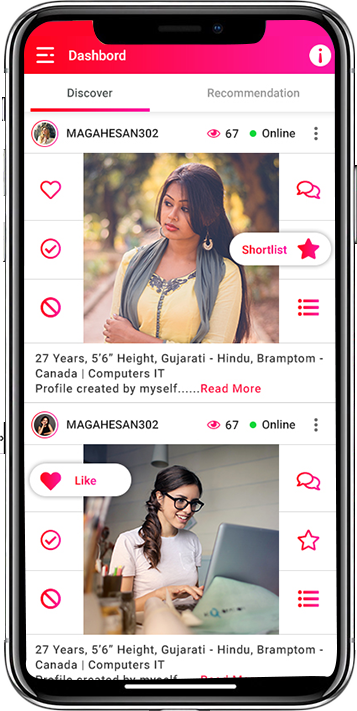 Dashbord
Discover Recommendation
MAGAHESAN302 67 Online
Shortlist
27 Years, 5’6” Height, Gujarati - Hindu, Bramptom -
Canada | Computers IT
Profile created by myself......Read More
MAGAHESAN302 67 Online
Like
27 Years, 5’6” Height, Gujarati - Hindu, Bramptom -
Canada | Computers IT
Profile created by myself......Read More